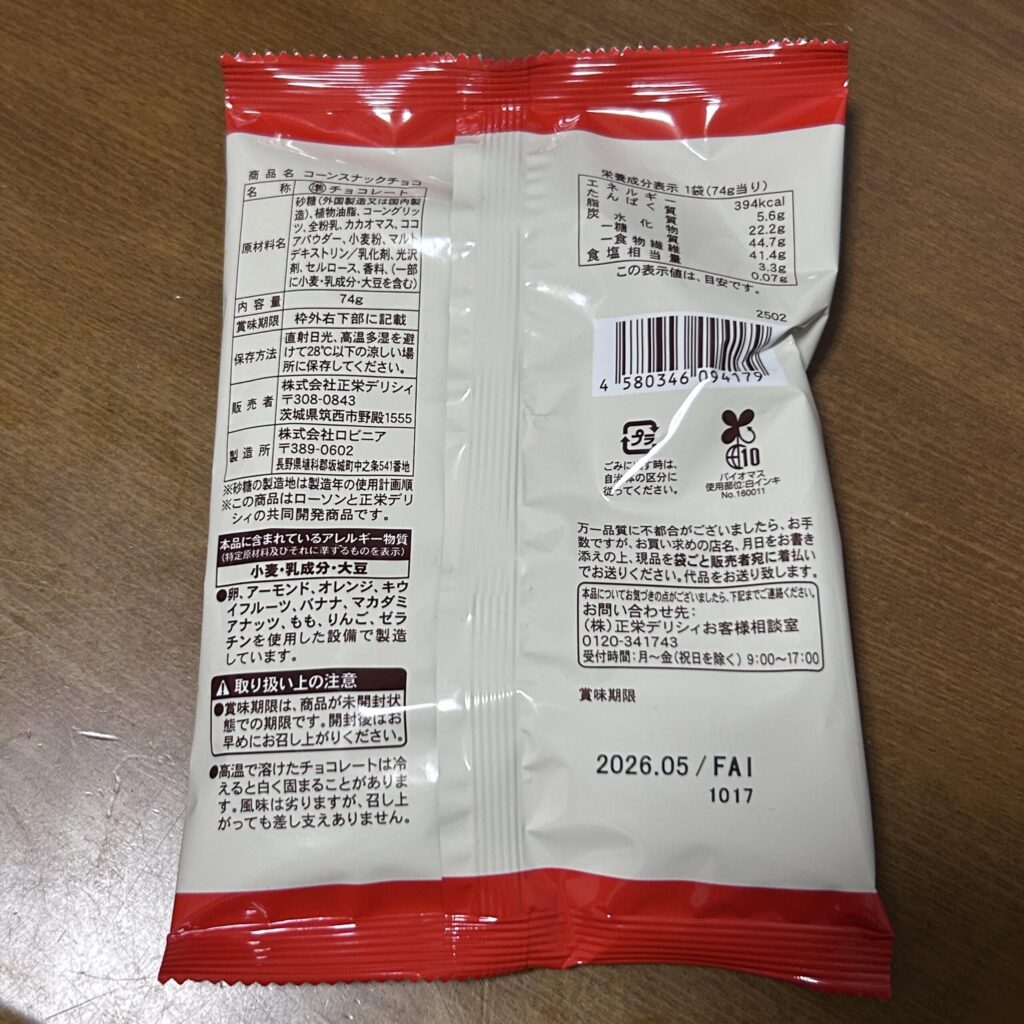 商品名 コーンスナックチョコ
名称 準チョコレート
原材料名 砂糖(外国製造又は国内製
造)、植物油脂、コーングリッ
ツ、全粉乳、カカオマス、ココ
アパウダー、小麦粉、マルト
デキストリン/乳化剤、光沢
剤、セルロース、香料、(一部
に小麦・乳成分・大豆を含む)
内容量 74g
賞味期限 枠外右下部に記載
保存方法 直射日光、高温多湿を避
けて28℃以下の涼しい場
所に保存してください。
販売者 株式会社正栄デリシィ
〒308-0843
茨城県筑西市野殿1555
製造所 株式会社ロビニア
〒389-0602
長野県埴科郡坂城町中之条541番地
※砂糖の製造地は製造年の使用計画順
※この商品はローソンと正栄デリ
シィの共同開発商品です。
本品に含まれているアレルギー物質
(特定原材料及びそれに準ずるものを表示)
小麦・乳成分・大豆
●卵、アーモンド、オレンジ、キウ
イフルーツ、バナナ、マカダミ
アナッツ、もも、りんご、ゼラ
チンを使用した設備で製造
しています。
取り扱い上の注意
●賞味期限は、商品が未開封状
態での期限です。開封後はお
早めにお召し上がりください。
●高温で溶けたチョコレートは冷
えると白く固まることがありま
す。風味は劣りますが、召し上
がっても差し支えありません。
栄養成分表示 1袋(74g当り)
エネルギー 394kcal
たんぱく質 5.6g
脂質 22.2g
炭水化物 44.7g
－糖質 41.4g
－食物繊維 3.3g
食塩相当量 0.07g
この表示値は、目安です。
2502
4 580346 094179
プラ
ごみに出す時は、
自治体の区分に
従ってください。
10
バイオマス
使用部位:白インキ
No.160011
万一品質に不都合がございましたら、お手
数ですが、お買い求めの店名、月日をお書き
添えの上、現品を袋ごと販売者宛に着払い
でお送りください。代品をお送り致します。
本品についてお気づきの点がございましたら、下記までご連絡ください。
お問い合わせ先:
(株)正栄デリシィお客様相談室
0120-341743
受付時間:月～金(祝日を除く)9:00～17:00
賞味期限
2026.05/FAI
1017